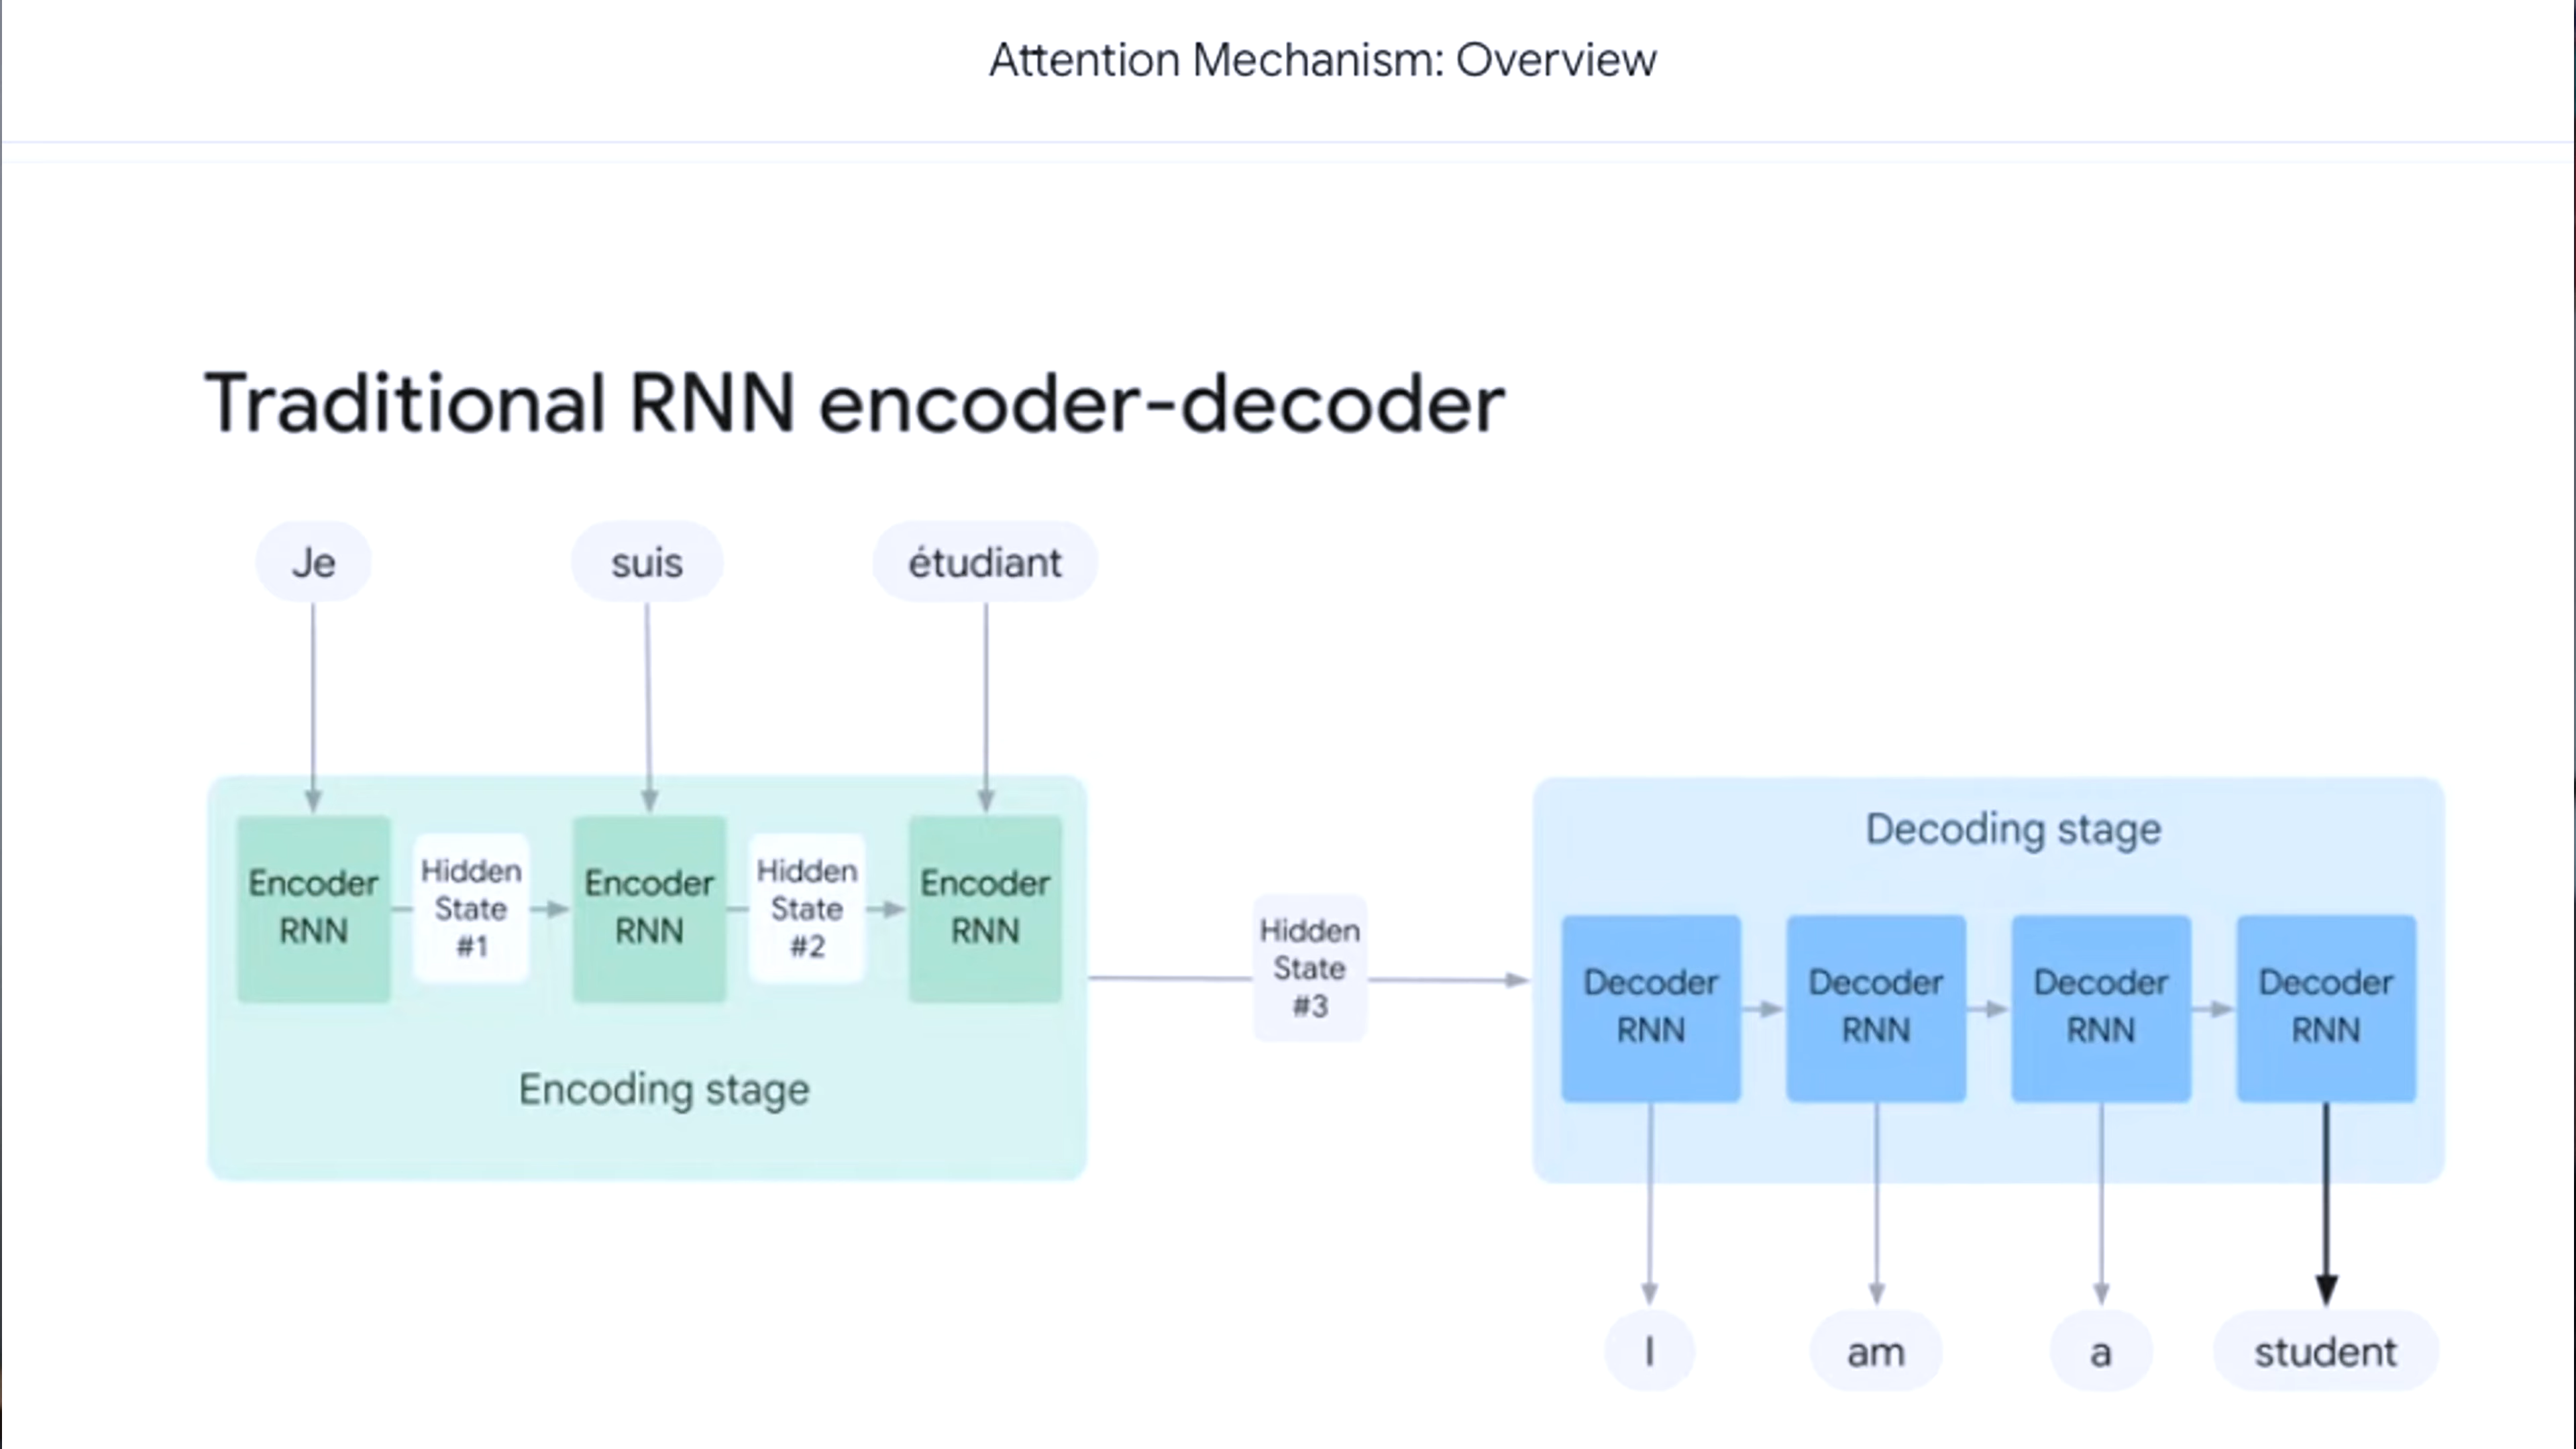 Attention Mechanism: Overview
Traditional RNN encoder-decoder
Je
suis
étudiant
Encoder
RNN
Hidden
State
#1
Encoder
RNN
Hidden
State
#2
Encoder
RNN
Encoding stage
Hidden
State
#3
Decoding stage
Decoder
RNN
Decoder
RNN
Decoder
RNN
Decoder
RNN
I
am
a
student